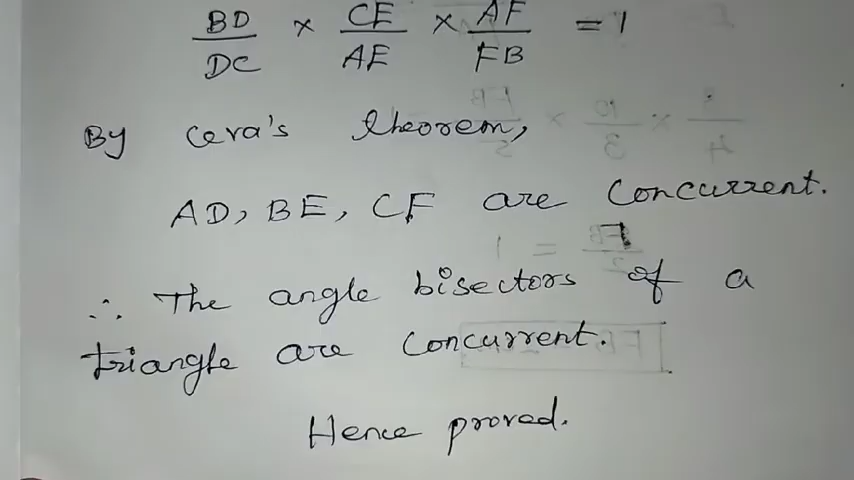 BD/DC × CE/AE × AF/FB = 1
By Ceva's theorem,
AD, BE, CF are concurrent.
∴ The angle bisectors of a
triangle are concurrent.
Hence proved.